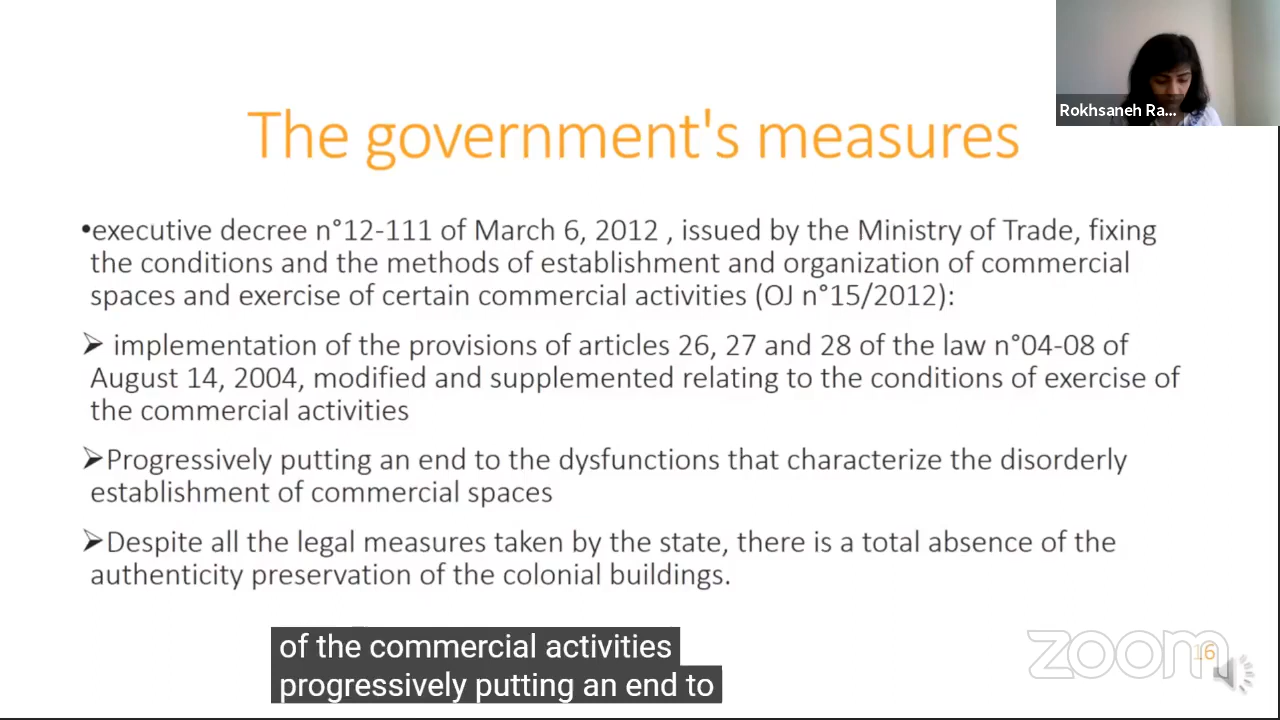 Rokhsaneh Ra...
The government's measures
•executive decree n°12-111 of March 6, 2012 , issued by the Ministry of Trade, fixing
the conditions and the methods of establishment and organization of commercial
spaces and exercise of certain commercial activities (OJ n°15/2012):
➢ implementation of the provisions of articles 26, 27 and 28 of the law n°04-08 of
August 14, 2004, modified and supplemented relating to the conditions of exercise of
the commercial activities
➢Progressively putting an end to the dysfunctions that characterize the disorderly
establishment of commercial spaces
➢Despite all the legal measures taken by the state, there is a total absence of the
authenticity preservation of the colonial buildings.
of the commercial activities
progressively putting an end to
zoom
16